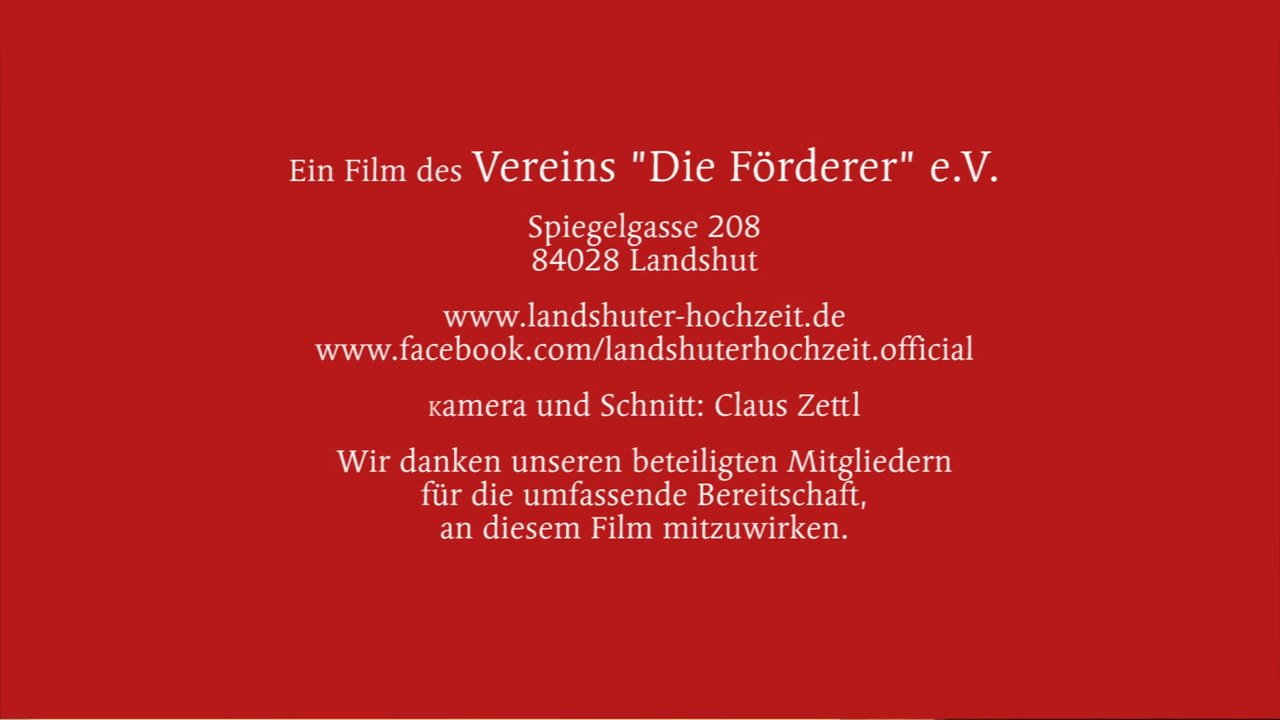 Ein Film des Vereins "Die Förderer" e.V.
Spiegelgasse 208
84028 Landshut
www.landshuter-hochzeit.de
www.facebook.com/landshuterhochzeit.official
Kamera und Schnitt: Claus Zettl
Wir danken unseren beteiligten Mitgliedern
für die umfassende Bereitschaft,
an diesem Film mitzuwirken.